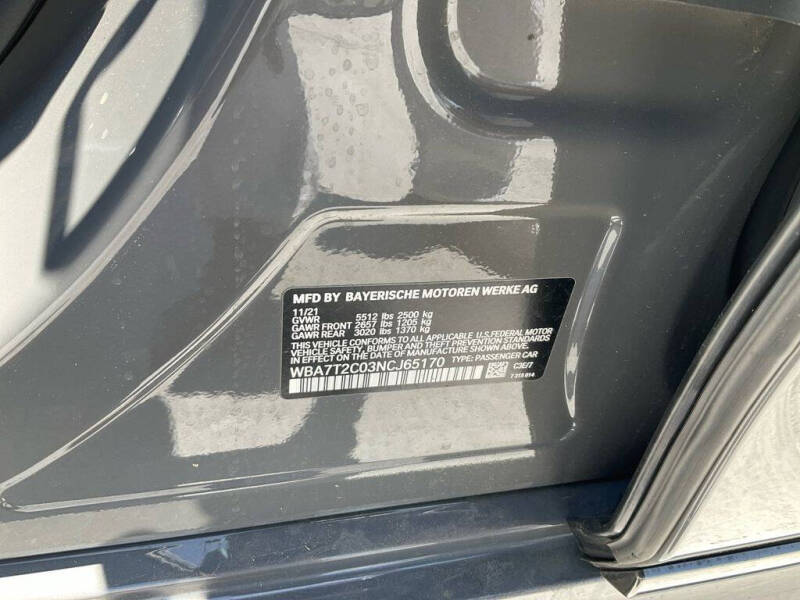 MFD BY BAYERISCHE MOTOREN WERKE AG
11/21
GVWR 5512 lbs 2500 kg
GAWR FRONT 2657 lbs 1205 kg
GAWR REAR 3020 lbs 1370 kg
THIS VEHICLE CONFORMS TO ALL APPLICABLE U.S.FEDERAL MOTOR
VEHICLE SAFETY, BUMPER AND THEFT PREVENTION STANDARDS
IN EFFECT ON THE DATE OF MANUFACTURE SHOWN ABOVE.
WBA7T2C03NCJ65170 TYPE: PASSENGER CAR
C3E/7